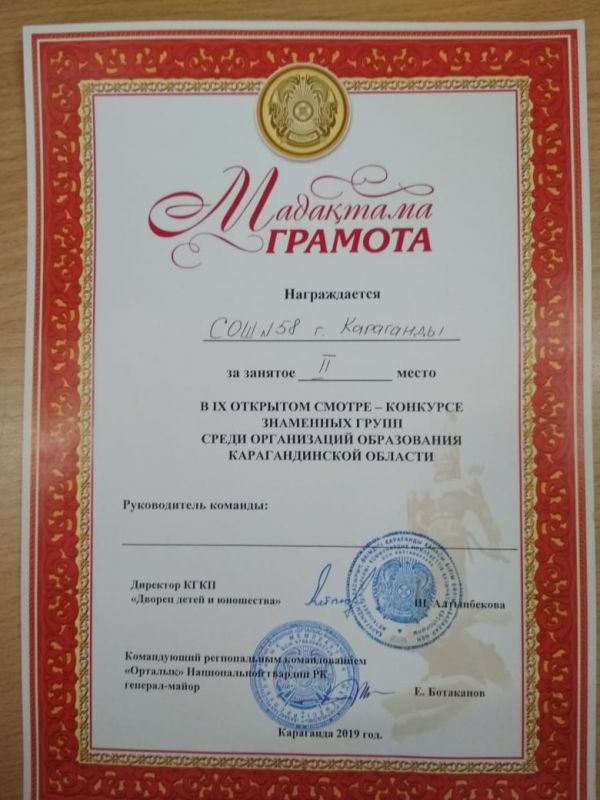 Мадақтама
ГРАМОТА
Награждается
СОШ №58 г. Караганды
за занятое II место
В IX ОТКРЫТОМ СМОТРЕ – КОНКУРСЕ
ЗНАМЕННЫХ ГРУПП
СРЕДИ ОРГАНИЗАЦИЙ ОБРАЗОВАНИЯ
КАРАГАНДИНСКОЙ ОБЛАСТИ
Руководитель команды:
Директор КГКП
«Дворец детей и юношества» Ш. Алтынбекова
Командующий региональным командованием
«Орталык» Национальной гвардии РК
генерал-майор Е. Ботаканов
Караганда 2019 год.